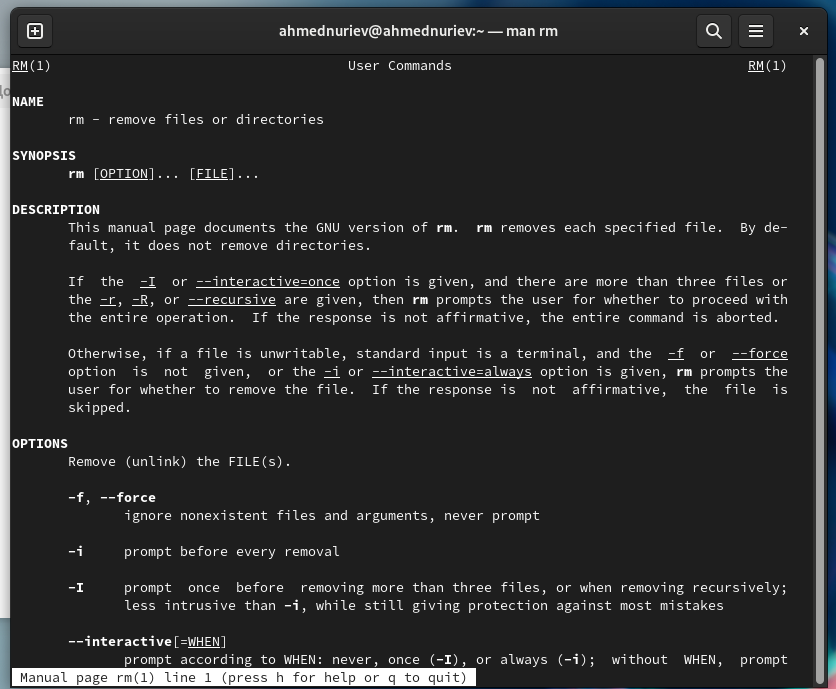 ahmednuriev@ahmednuriev:~ — man rm
RM(1) User Commands RM(1)
NAME
rm - remove files or directories
SYNOPSIS
rm [OPTION]... [FILE]...
DESCRIPTION
This manual page documents the GNU version of rm. rm removes each specified file. By de-
fault, it does not remove directories.
If the -I or --interactive=once option is given, and there are more than three files or
the -r, -R, or --recursive are given, then rm prompts the user for whether to proceed with
the entire operation. If the response is not affirmative, the entire command is aborted.
Otherwise, if a file is unwritable, standard input is a terminal, and the -f or --force
option is not given, or the -i or --interactive=always option is given, rm prompts the
user for whether to remove the file. If the response is not affirmative, the file is
skipped.
OPTIONS
Remove (unlink) the FILE(s).
-f, --force
ignore nonexistent files and arguments, never prompt
-i prompt before every removal
-I prompt once before removing more than three files, or when removing recursively;
less intrusive than -i, while still giving protection against most mistakes
--interactive[=WHEN]
prompt according to WHEN: never, once (-I), or always (-i); without WHEN, prompt
Manual page rm(1) line 1 (press h for help or q to quit)